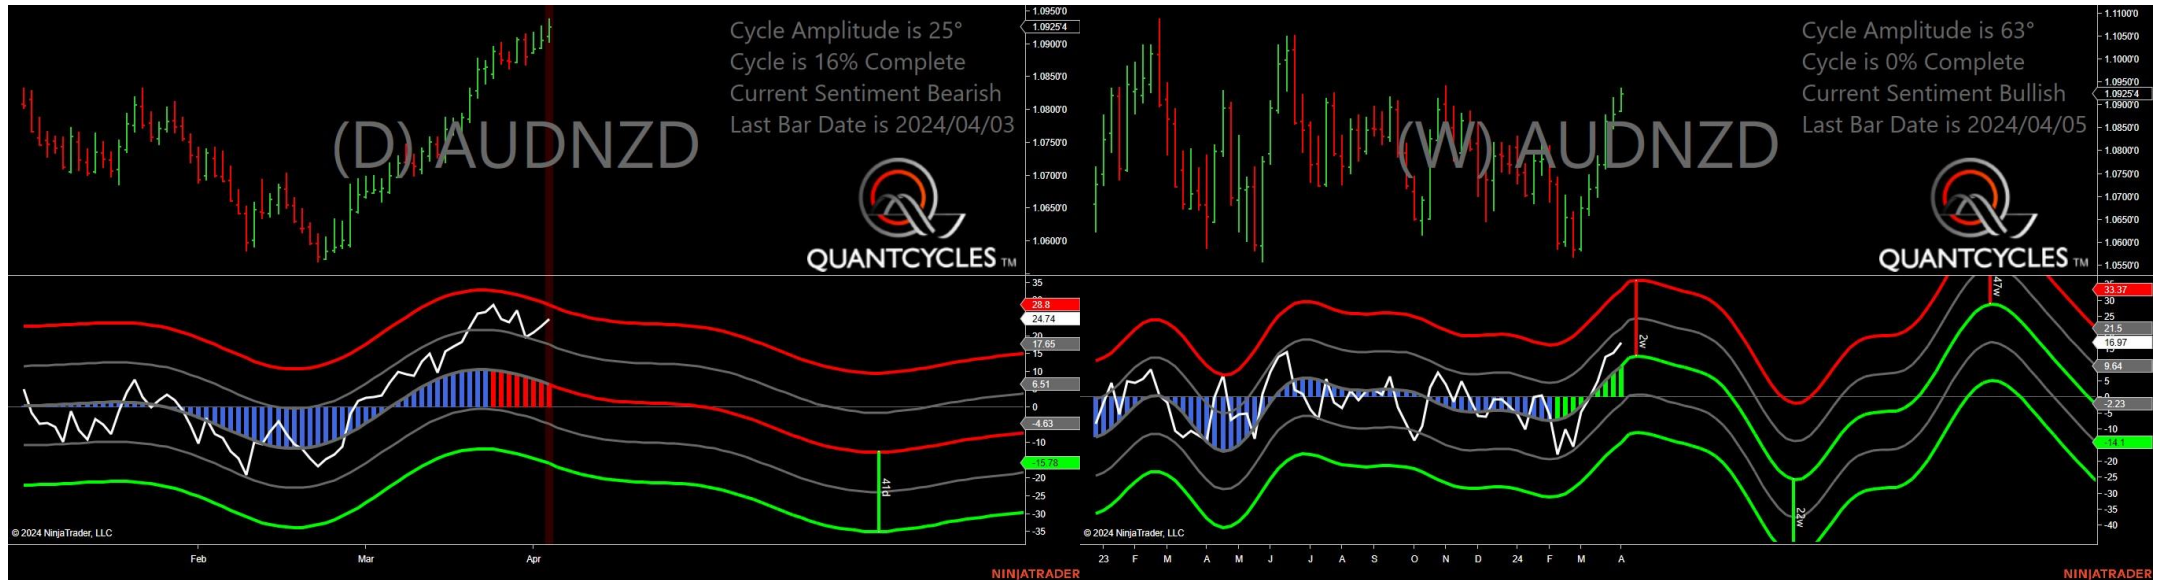 Cycle Amplitude is 25°
Cycle is 16% Complete
Current Sentiment Bearish
Last Bar Date is 2024/04/03
(D) AUDNZD
QUANTCYCLES TM
1.0950'0
1.0925'4
1.0900'0
1.0850'0
1.0800'0
1.0750'0
1.0700'0
1.0650'0
1.0600'0
35
28.8
24.74
20
17.65
15
10
6.51
0
-4.63
-10
-15.78
-20
-25
-30
-35
41d
© 2024 NinjaTrader, LLC
Feb
Mar
Apr
NINJATRADER
Cycle Amplitude is 63°
Cycle is 0% Complete
Current Sentiment Bullish
Last Bar Date is 2024/04/05
(W) AUDNZD
QUANTCYCLES TM
1.1100'0
1.1050'0
1.1000'0
1.0950'0
1.0925'4
1.0900'0
1.0850'0
1.0800'0
1.0750'0
1.0700'0
1.0650'0
1.0600'0
1.0550'0
33.37
30
25
21.5
16.97
15
9.64
5
0
-2.23
-5
-10
-14.1
-20
-25
-30
-35
-40
2w
22w
47w
© 2024 NinjaTrader, LLC
23 F M A M J J A S O N D 24 F M A
NINJATRADER